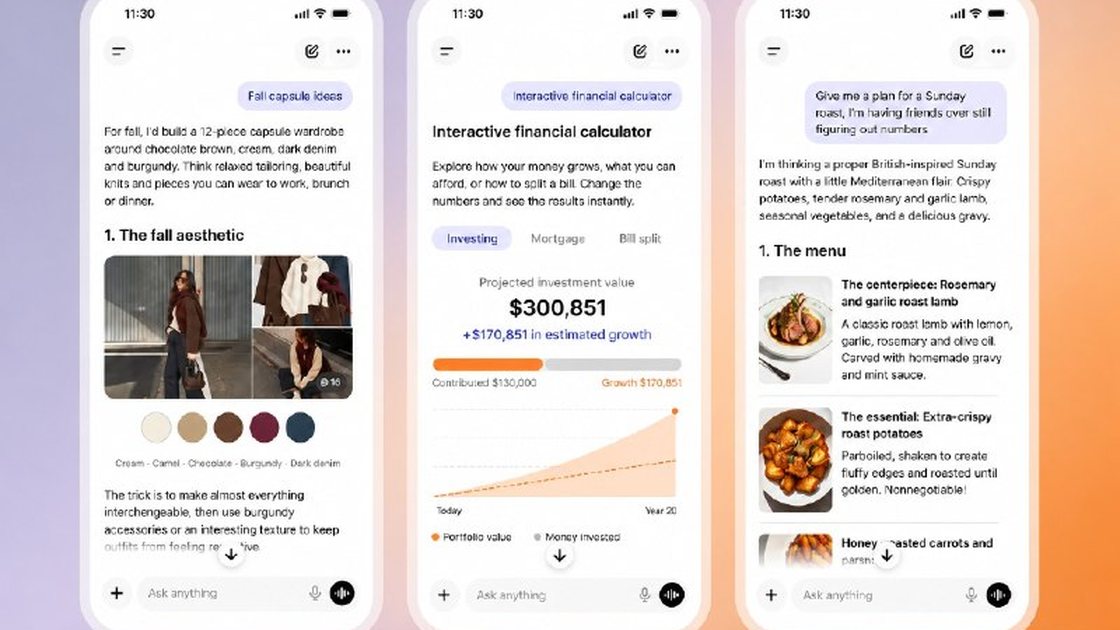 11:30
Fall capsule ideas
For fall, I'd build a 12-piece capsule wardrobe
around chocolate brown, cream, dark denim
and burgundy. Think relaxed tailoring, beautiful
knits and pieces you can wear to work, brunch
or dinner.
1. The fall aesthetic
16
Cream - Camel - Chocolate - Burgundy - Dark denim
The trick is to make almost everything
interchangeable, then use burgundy
accessories or an interesting texture to keep
outfits from feeling
Ask anything
11:30
Interactive financial calculator
Interactive financial calculator
Explore how your money grows, what you can
afford, or how to split a bill. Change the
numbers and see the results instantly.
Investing
Mortgage
Bill split
Projected investment value
$300,851
+$170,851 in estimated growth
Contributed $130,000
Growth $170,851
Today
Year 20
Portfolio value
Money invested
Ask anything
11:30
Give me a plan for a Sunday
roast, I'm having friends over still
figuring out numbers
I'm thinking a proper British-inspired Sunday
roast with a little Mediterranean flair. Crispy
potatoes, tender rosemary and garlic lamb,
seasonal vegetables, and a delicious gravy.
1. The menu
The centerpiece: Rosemary
and garlic roast lamb
A classic roast lamb with lemon,
garlic, rosemary and olive oil.
Carved with homemade gravy
and mint sauce.
The essential: Extra-crispy
roast potatoes
Parboiled, shaken to create
fluffy edges and roasted until
golden. Nonnegotiable!
Honey roasted carrots and
Ask anything